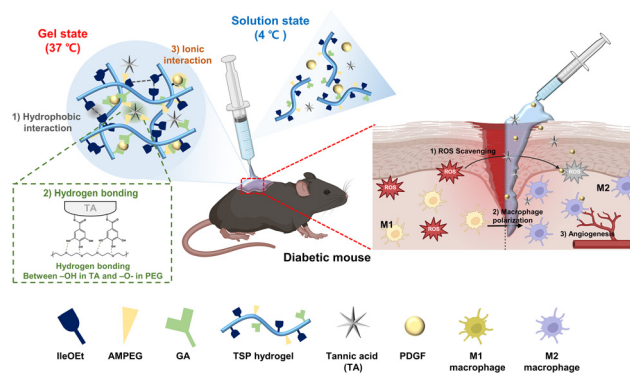 Gel state
(37 ℃)
Solution state
(4 ℃ )
3) Ionic
interaction
1) Hydrophobic
interaction
2) Hydrogen bonding
TA
Hydrogen bonding
Between –OH in TA and –O- in PEG
Diabetic mouse
1) ROS Scavenging
ROS
ROS
ROS
M2
M1
2) Macrophage
polarization
3) Angiogenesis
IleOEt
AMPEG
GA
TSP hydrogel
Tannic acid
(TA)
PDGF
M1
macrophage
M2
macrophage